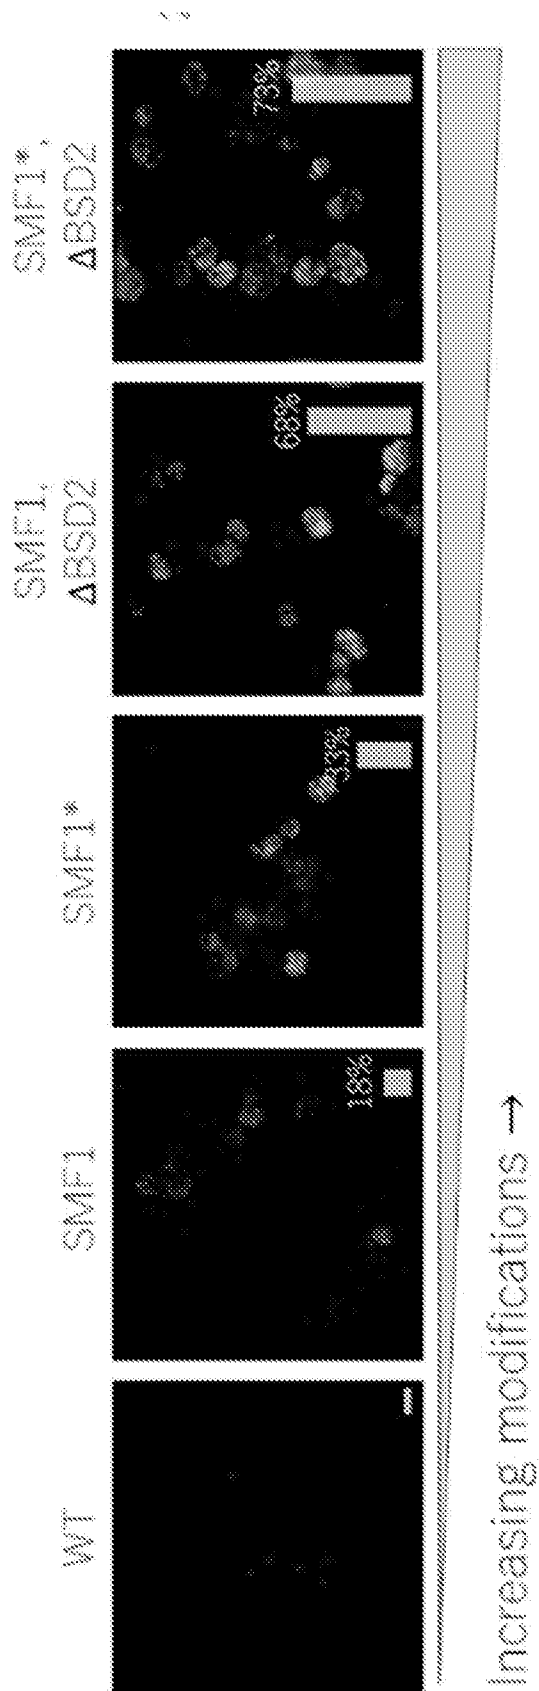 WT
SMF1
SMF1*
SMF1,
ΔBSD2
SMF1*,
ΔBSD2
18%
33%
68%
73%
Increasing modifications →